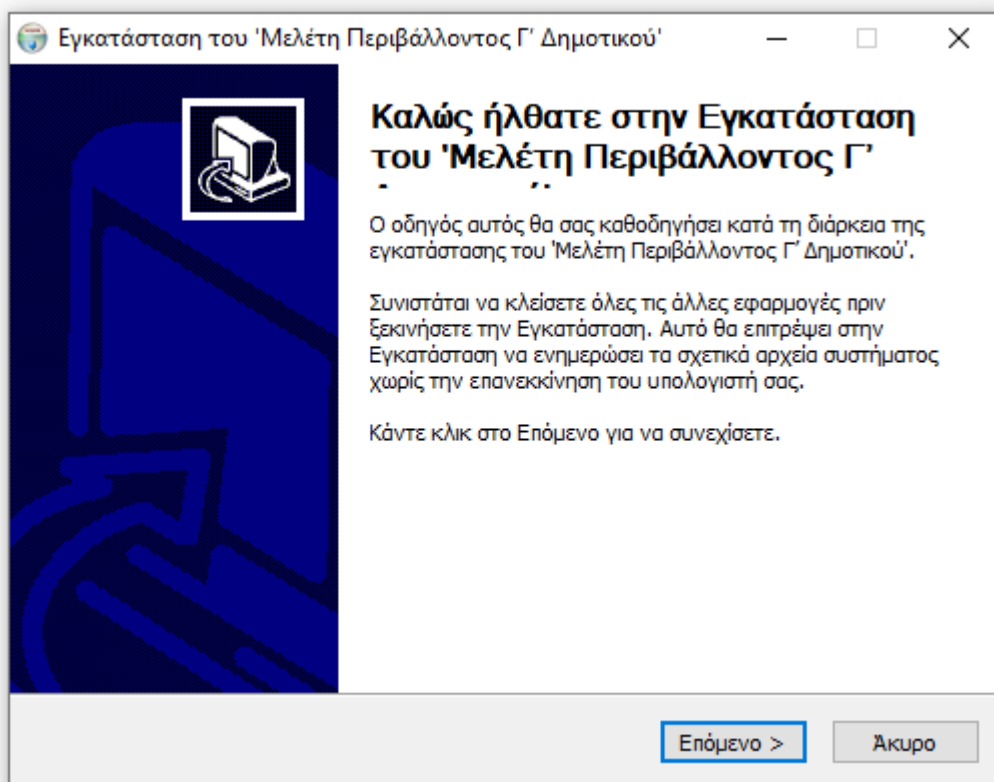 Εγκατάσταση του 'Μελέτη Περιβάλλοντος Γ΄ Δημοτικού'
Καλώς ήλθατε στην Εγκατάσταση
του 'Μελέτη Περιβάλλοντος Γ΄
Ο οδηγός αυτός θα σας καθοδηγήσει κατά τη διάρκεια της
εγκατάστασης του 'Μελέτη Περιβάλλοντος Γ΄ Δημοτικού'.
Συνιστάται να κλείσετε όλες τις άλλες εφαρμογές πριν
ξεκινήσετε την Εγκατάσταση. Αυτό θα επιτρέψει στην
Εγκατάσταση να ενημερώσει τα σχετικά αρχεία συστήματος
χωρίς την επανεκκίνηση του υπολογιστή σας.
Κάντε κλικ στο Επόμενο για να συνεχίσετε.
Επόμενο >
Άκυρο